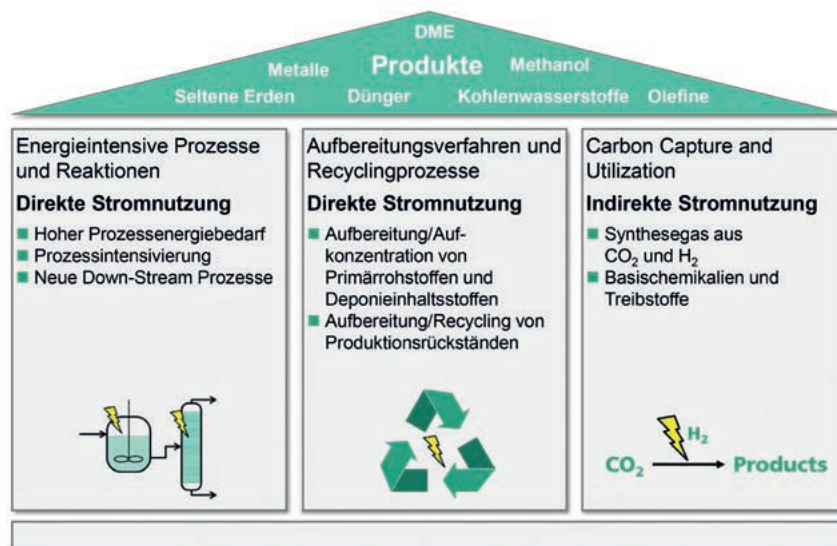 DME
Metalle Produkte Methanol
Seltene Erden Dünger Kohlenwasserstoffe Olefine
Energieintensive Prozesse
und Reaktionen
Direkte Stromnutzung
Hoher Prozessenergiebedarf
Prozessintensivierung
Neue Down-Stream Prozesse
Aufbereitungsverfahren und
Recyclingprozesse
Direkte Stromnutzung
Aufbereitung/Auf-
konzentration von
Primärrohstoffen und
Deponieinhaltsstoffen
Aufbereitung/Recycling von
Produktionsrückständen
Carbon Capture and
Utilization
Indirekte Stromnutzung
Synthesegas aus
CO₂ und H₂
Basischemikalien und
Treibstoffe
H₂
CO₂ Products